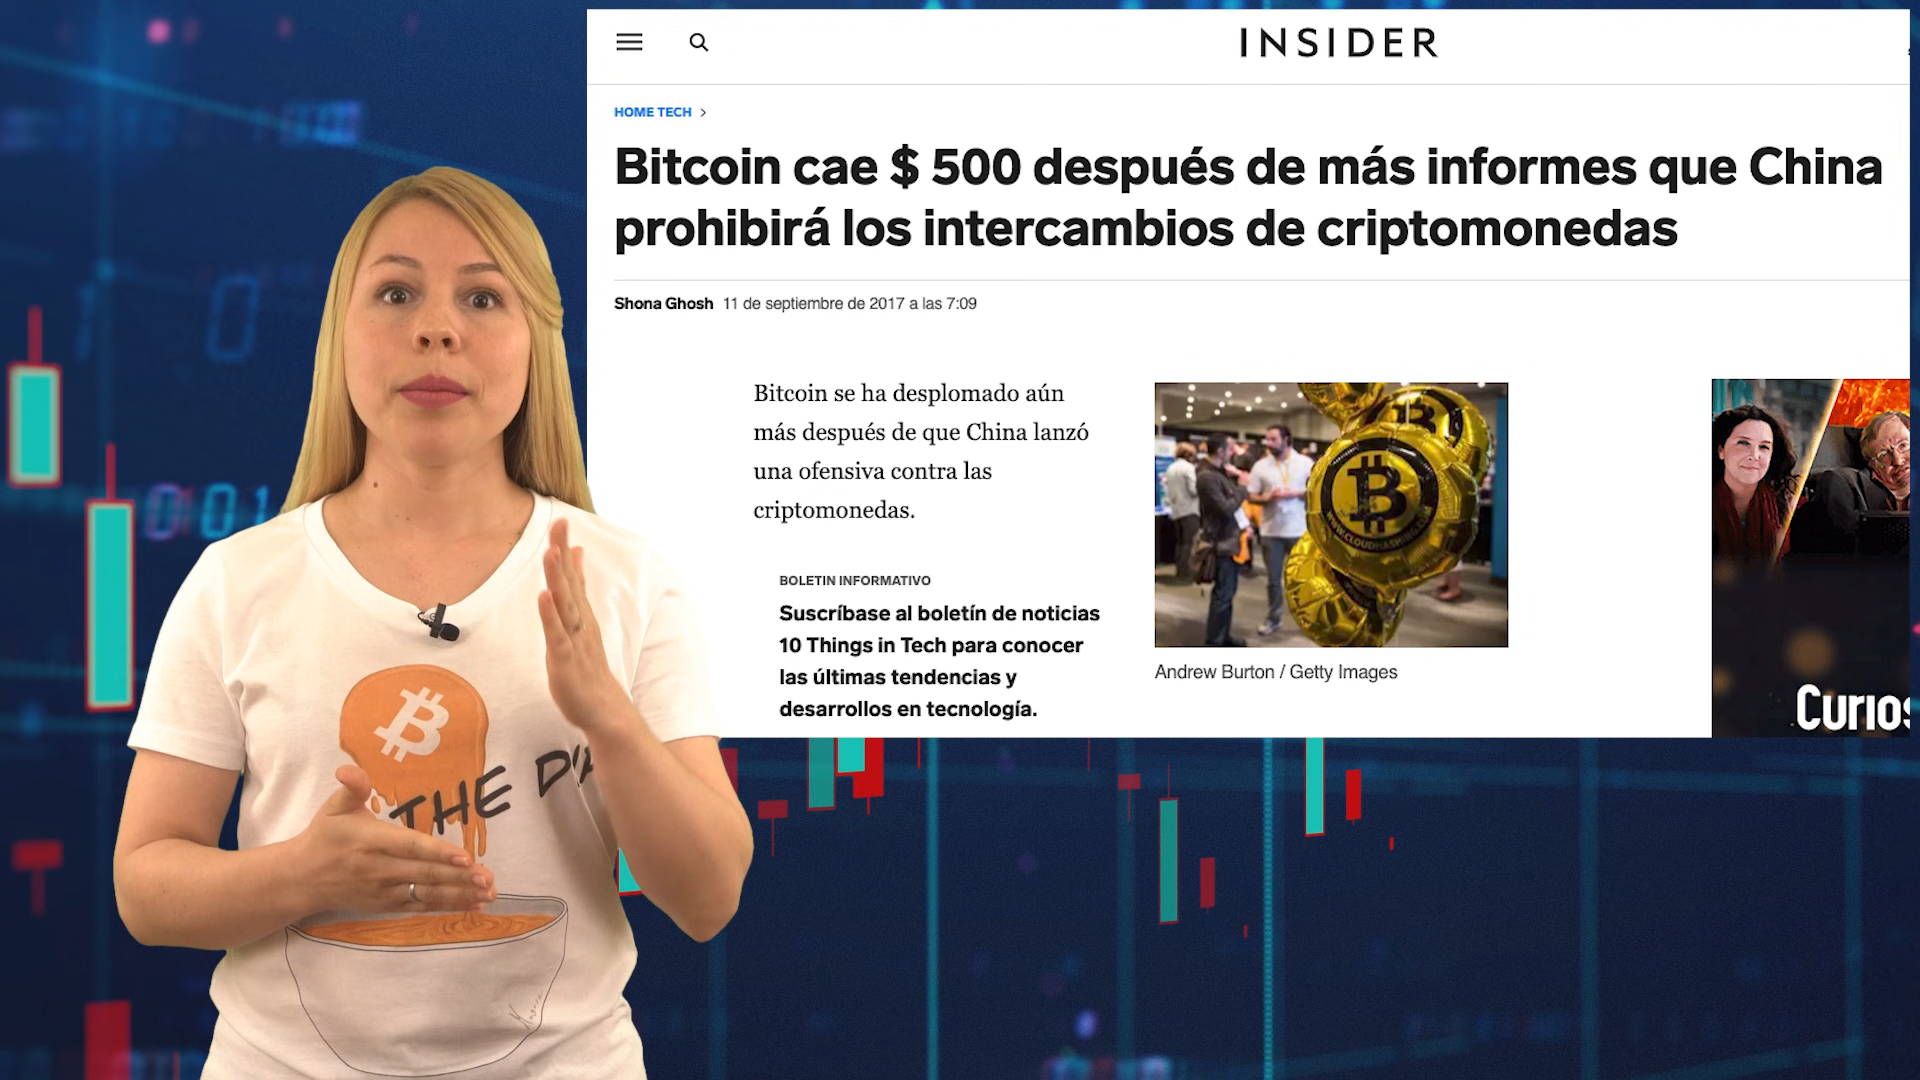 INSIDER
HOME TECH
Bitcoin cae $ 500 después de más informes que China
prohibirá los intercambios de criptomonedas
Shona Ghosh 11 de septiembre de 2017 a las 7:09
Bitcoin se ha desplomado aún
más después de que China lanzó
una ofensiva contra las
criptomonedas.
BOLETIN INFORMATIVO
Suscríbase al boletín de noticias
10 Things in Tech para conocer
las últimas tendencias y
desarrollos en tecnología.
Andrew Burton / Getty Images
THE